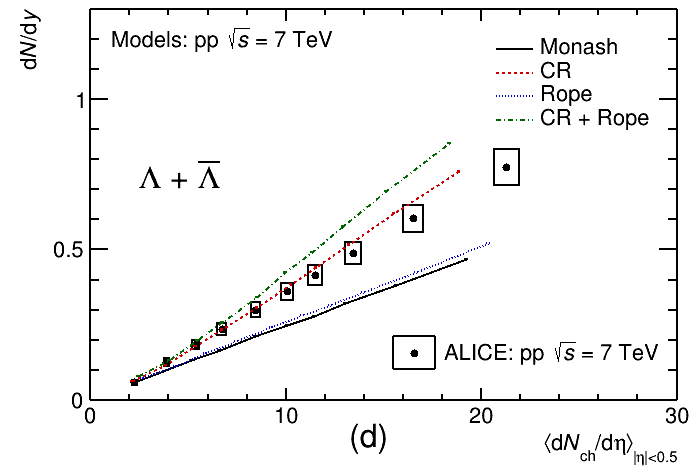 dN/dy
Models: pp √s = 7 TeV
Monash
CR
Rope
CR + Rope
1
Λ + Λ̅
0.5
ALICE: pp √s = 7 TeV
0
0 10 20 30
(d)
⟨dN_ch/dη⟩_|η|<0.5